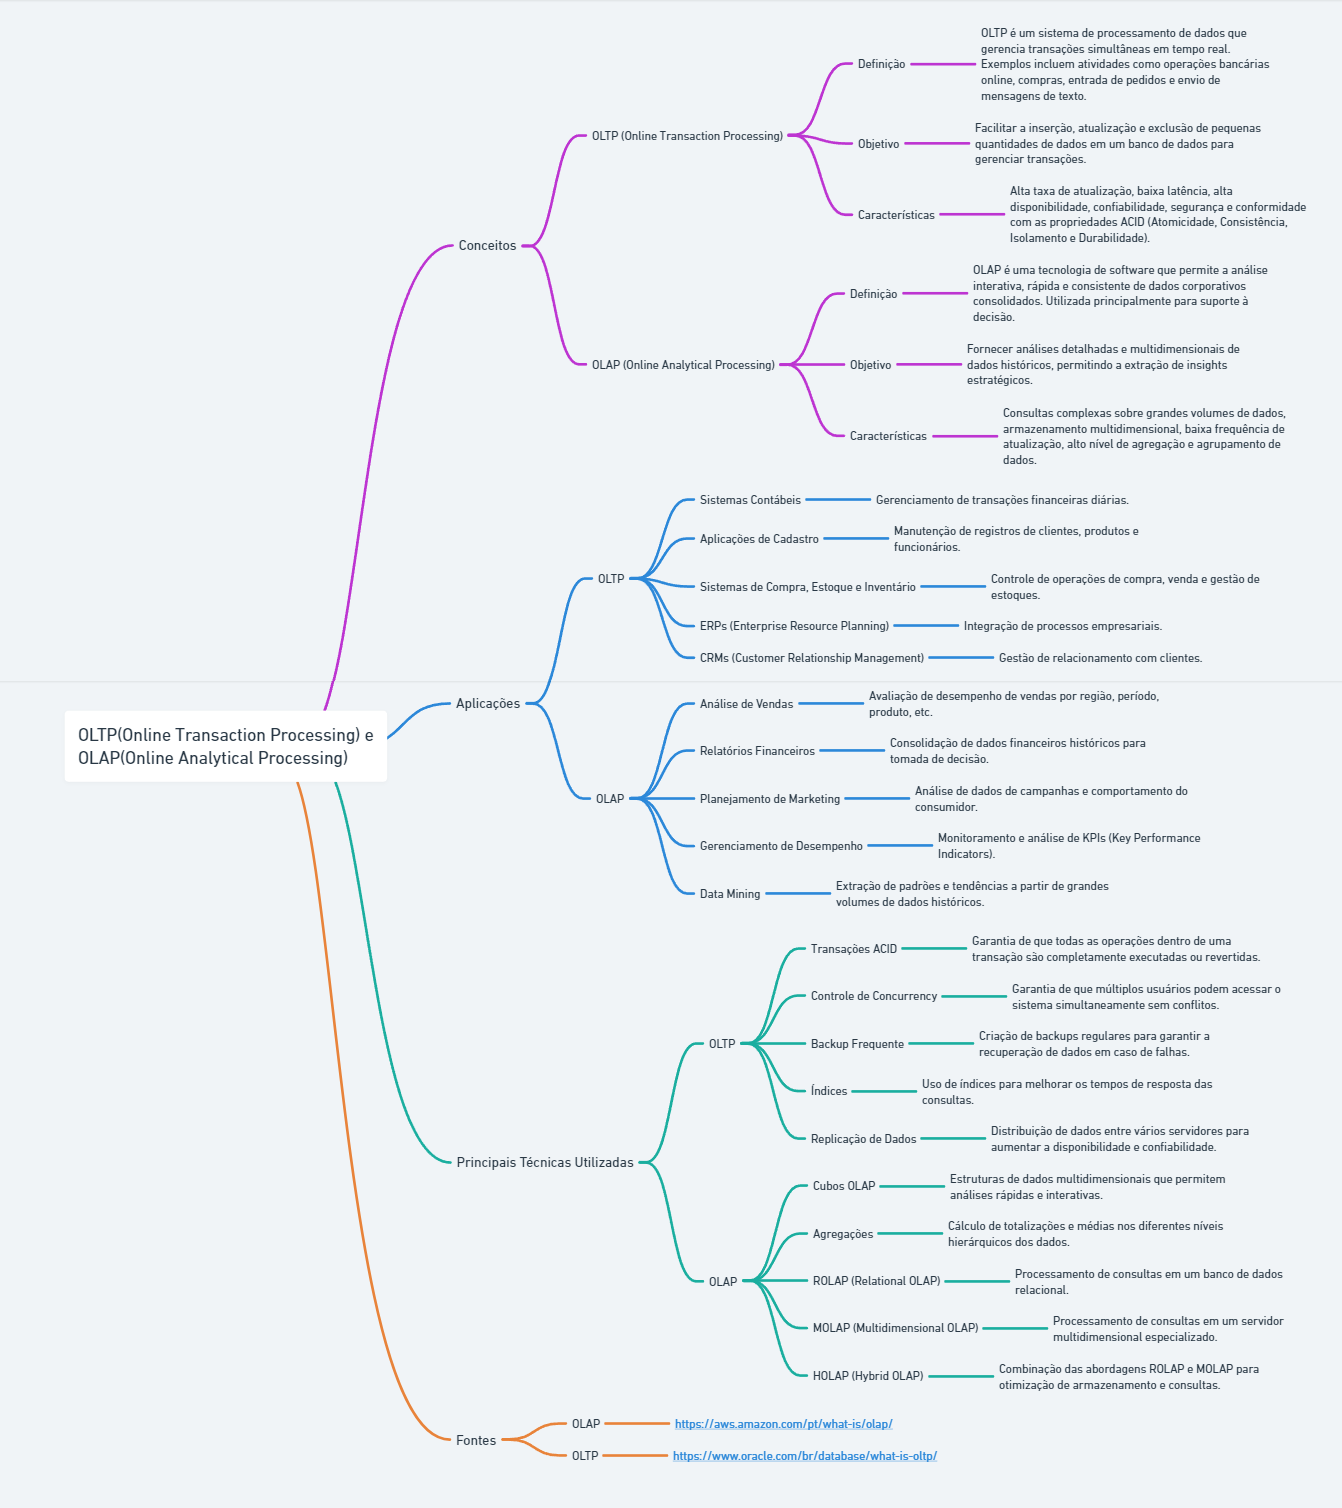 OLTP(Online Transaction Processing) e
OLAP(Online Analytical Processing)
Conceitos
OLTP (Online Transaction Processing)
Definição
OLTP é um sistema de processamento de dados que
gerencia transações simultâneas em tempo real.
Exemplos incluem atividades como operações bancárias
online, compras, entrada de pedidos e envio de
mensagens de texto.
Objetivo
Facilitar a inserção, atualização e exclusão de pequenas
quantidades de dados em um banco de dados para
gerenciar transações.
Características
Alta taxa de atualização, baixa latência, alta
disponibilidade, confiabilidade, segurança e conformidade
com as propriedades ACID (Atomicidade, Consistência,
Isolamento e Durabilidade).
OLAP (Online Analytical Processing)
Definição
OLAP é uma tecnologia de software que permite a análise
interativa, rápida e consistente de dados corporativos
consolidados. Utilizada principalmente para suporte à
decisão.
Objetivo
Fornecer análises detalhadas e multidimensionais de
dados históricos, permitindo a extração de insights
estratégicos.
Características
Consultas complexas sobre grandes volumes de dados,
armazenamento multidimensional, baixa frequência de
atualização, alto nível de agregação e agrupamento de
dados.
Aplicações
OLTP
Sistemas Contábeis
Gerenciamento de transações financeiras diárias.
Aplicações de Cadastro
Manutenção de registros de clientes, produtos e
funcionários.
Sistemas de Compra, Estoque e Inventário
Controle de operações de compra, venda e gestão de
estoques.
ERPs (Enterprise Resource Planning)
Integração de processos empresariais.
CRMs (Customer Relationship Management)
Gestão de relacionamento com clientes.
OLAP
Análise de Vendas
Avaliação de desempenho de vendas por região, período,
produto, etc.
Relatórios Financeiros
Consolidação de dados financeiros históricos para
tomada de decisão.
Planejamento de Marketing
Análise de dados de campanhas e comportamento do
consumidor.
Gerenciamento de Desempenho
Monitoramento e análise de KPIs (Key Performance
Indicators).
Data Mining
Extração de padrões e tendências a partir de grandes
volumes de dados históricos.
Principais Técnicas Utilizadas
OLTP
Transações ACID
Garantia de que todas as operações dentro de uma
transação são completamente executadas ou revertidas.
Controle de Concurrency
Garantia de que múltiplos usuários podem acessar o
sistema simultaneamente sem conflitos.
Backup Frequente
Criação de backups regulares para garantir a
recuperação de dados em caso de falhas.
Índices
Uso de índices para melhorar os tempos de resposta das
consultas.
Replicação de Dados
Distribuição de dados entre vários servidores para
aumentar a disponibilidade e confiabilidade.
OLAP
Cubos OLAP
Estruturas de dados multidimensionais que permitem
análises rápidas e interativas.
Agregações
Cálculo de totalizações e médias nos diferentes níveis
hierárquicos dos dados.
ROLAP (Relational OLAP)
Processamento de consultas em um banco de dados
relacional.
MOLAP (Multidimensional OLAP)
Processamento de consultas em um servidor
multidimensional especializado.
HOLAP (Hybrid OLAP)
Combinação das abordagens ROLAP e MOLAP para
otimização de armazenamento e consultas.
Fontes
OLAP
https://aws.amazon.com/pt/what-is/olap/
OLTP
https://www.oracle.com/br/database/what-is-oltp/